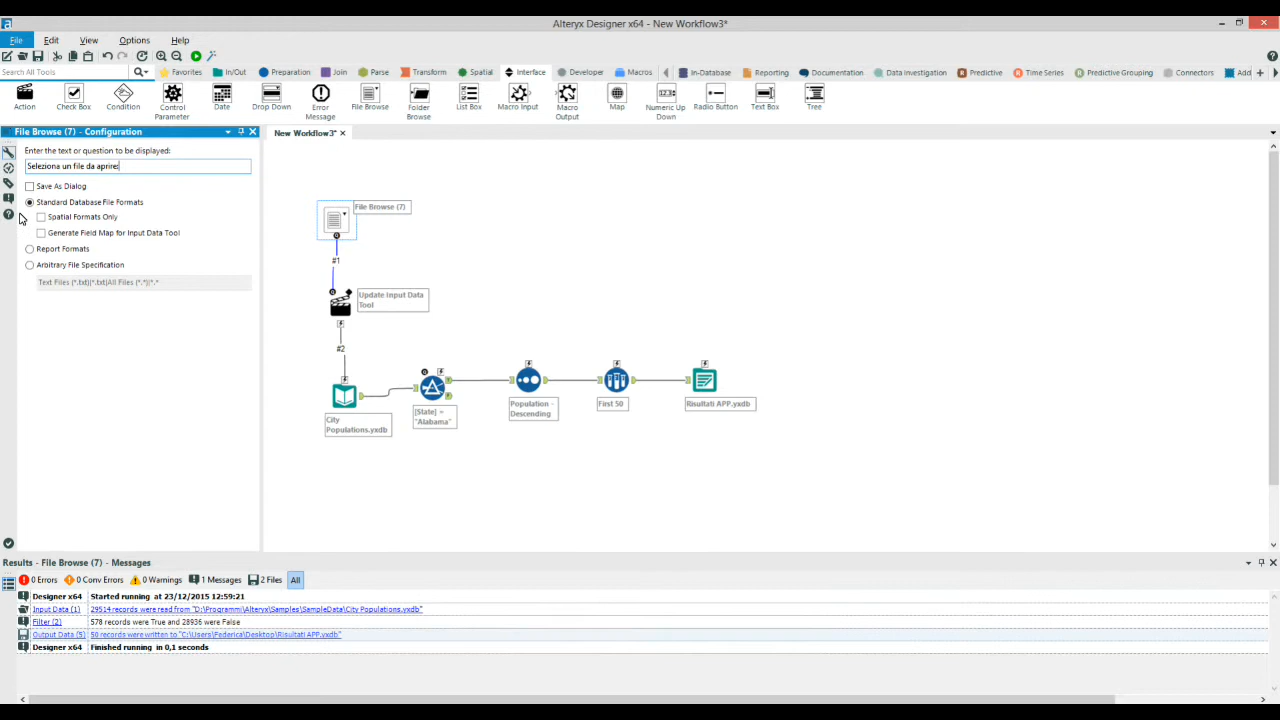 Alteryx Designer x64 - New Workflow3*
File Edit View Options Help
Search All Tools Favorites In/Out Preparation Join Parse Transform Spatial Interface Developer Macros In-Database Reporting Documentation Data Investigation Predictive Time Series Predictive Grouping Connectors Add
Action Check Box Condition Control Parameter Date Drop Down Error Message File Browse Folder Browse List Box Macro Input Macro Output Map Numeric Up Down Radio Button Text Box Tree
File Browse (7) - Configuration
New Workflow3*
Enter the text or question to be displayed:
Seleziona un file da aprire:
Save As Dialog
Standard Database File Formats
Spatial Formats Only
Generate Field Map for Input Data Tool
Report Formats
Arbitrary File Specification
Text Files (*.txt)|*.txt|All Files (*.*)|*.*
File Browse (7)
#1
Update Input Data
Tool
#2
City
Populations.yxdb
[State] =
"Alabama"
Population -
Descending
First 50
Risultati APP.yxdb
Results - File Browse (7) - Messages
0 Errors 0 Conv Errors 0 Warnings 1 Messages 2 Files All
Designer x64 Started running at 23/12/2015 12:59:21
Input Data (1) 29514 records were read from "D:\Programmi\Alteryx\Samples\SampleData\City Populations.yxdb"
Filter (2) 578 records were True and 28936 were False
Output Data (5) 50 records were written to "C:\Users\Federica\Desktop\Risultati APP.yxdb"
Designer x64 Finished running in 0,1 seconds